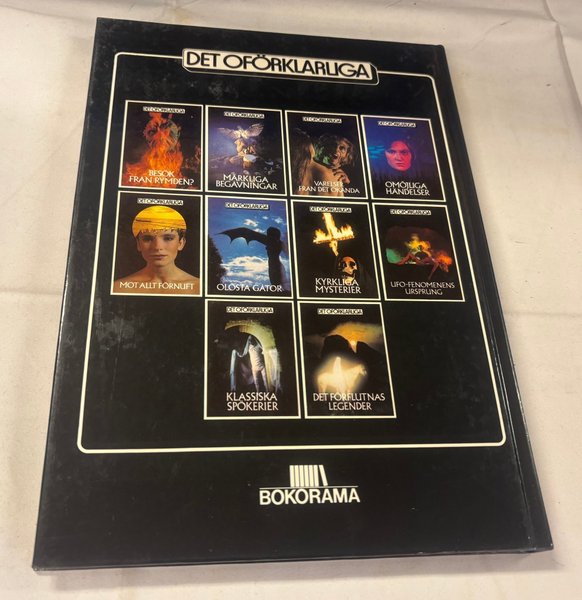 DET OFÖRKLARLIGA
DET OFÖRKLARLIGA
BESÖK
FRÅN RYMDEN?
DET OFÖRKLARLIGA
MÄRKLIGA
BEGÅVNINGAR
DET OFÖRKLARLIGA
VARELSER
FRÅN DET OKÄNDA
DET OFÖRKLARLIGA
OMÖJLIGA
HÄNDELSER
DET OFÖRKLARLIGA
MOT ALLT FÖRNUFT
DET OFÖRKLARLIGA
OLÖSTA GÅTOR
DET OFÖRKLARLIGA
KYRKLIGA
MYSTERIER
DET OFÖRKLARLIGA
UFO-FENOMENENS
URSPRUNG
DET OFÖRKLARLIGA
KLASSISKA
SPÖKERIER
DET OFÖRKLARLIGA
DET FÖRFLUTNAS
LEGENDER
BOKORAMA